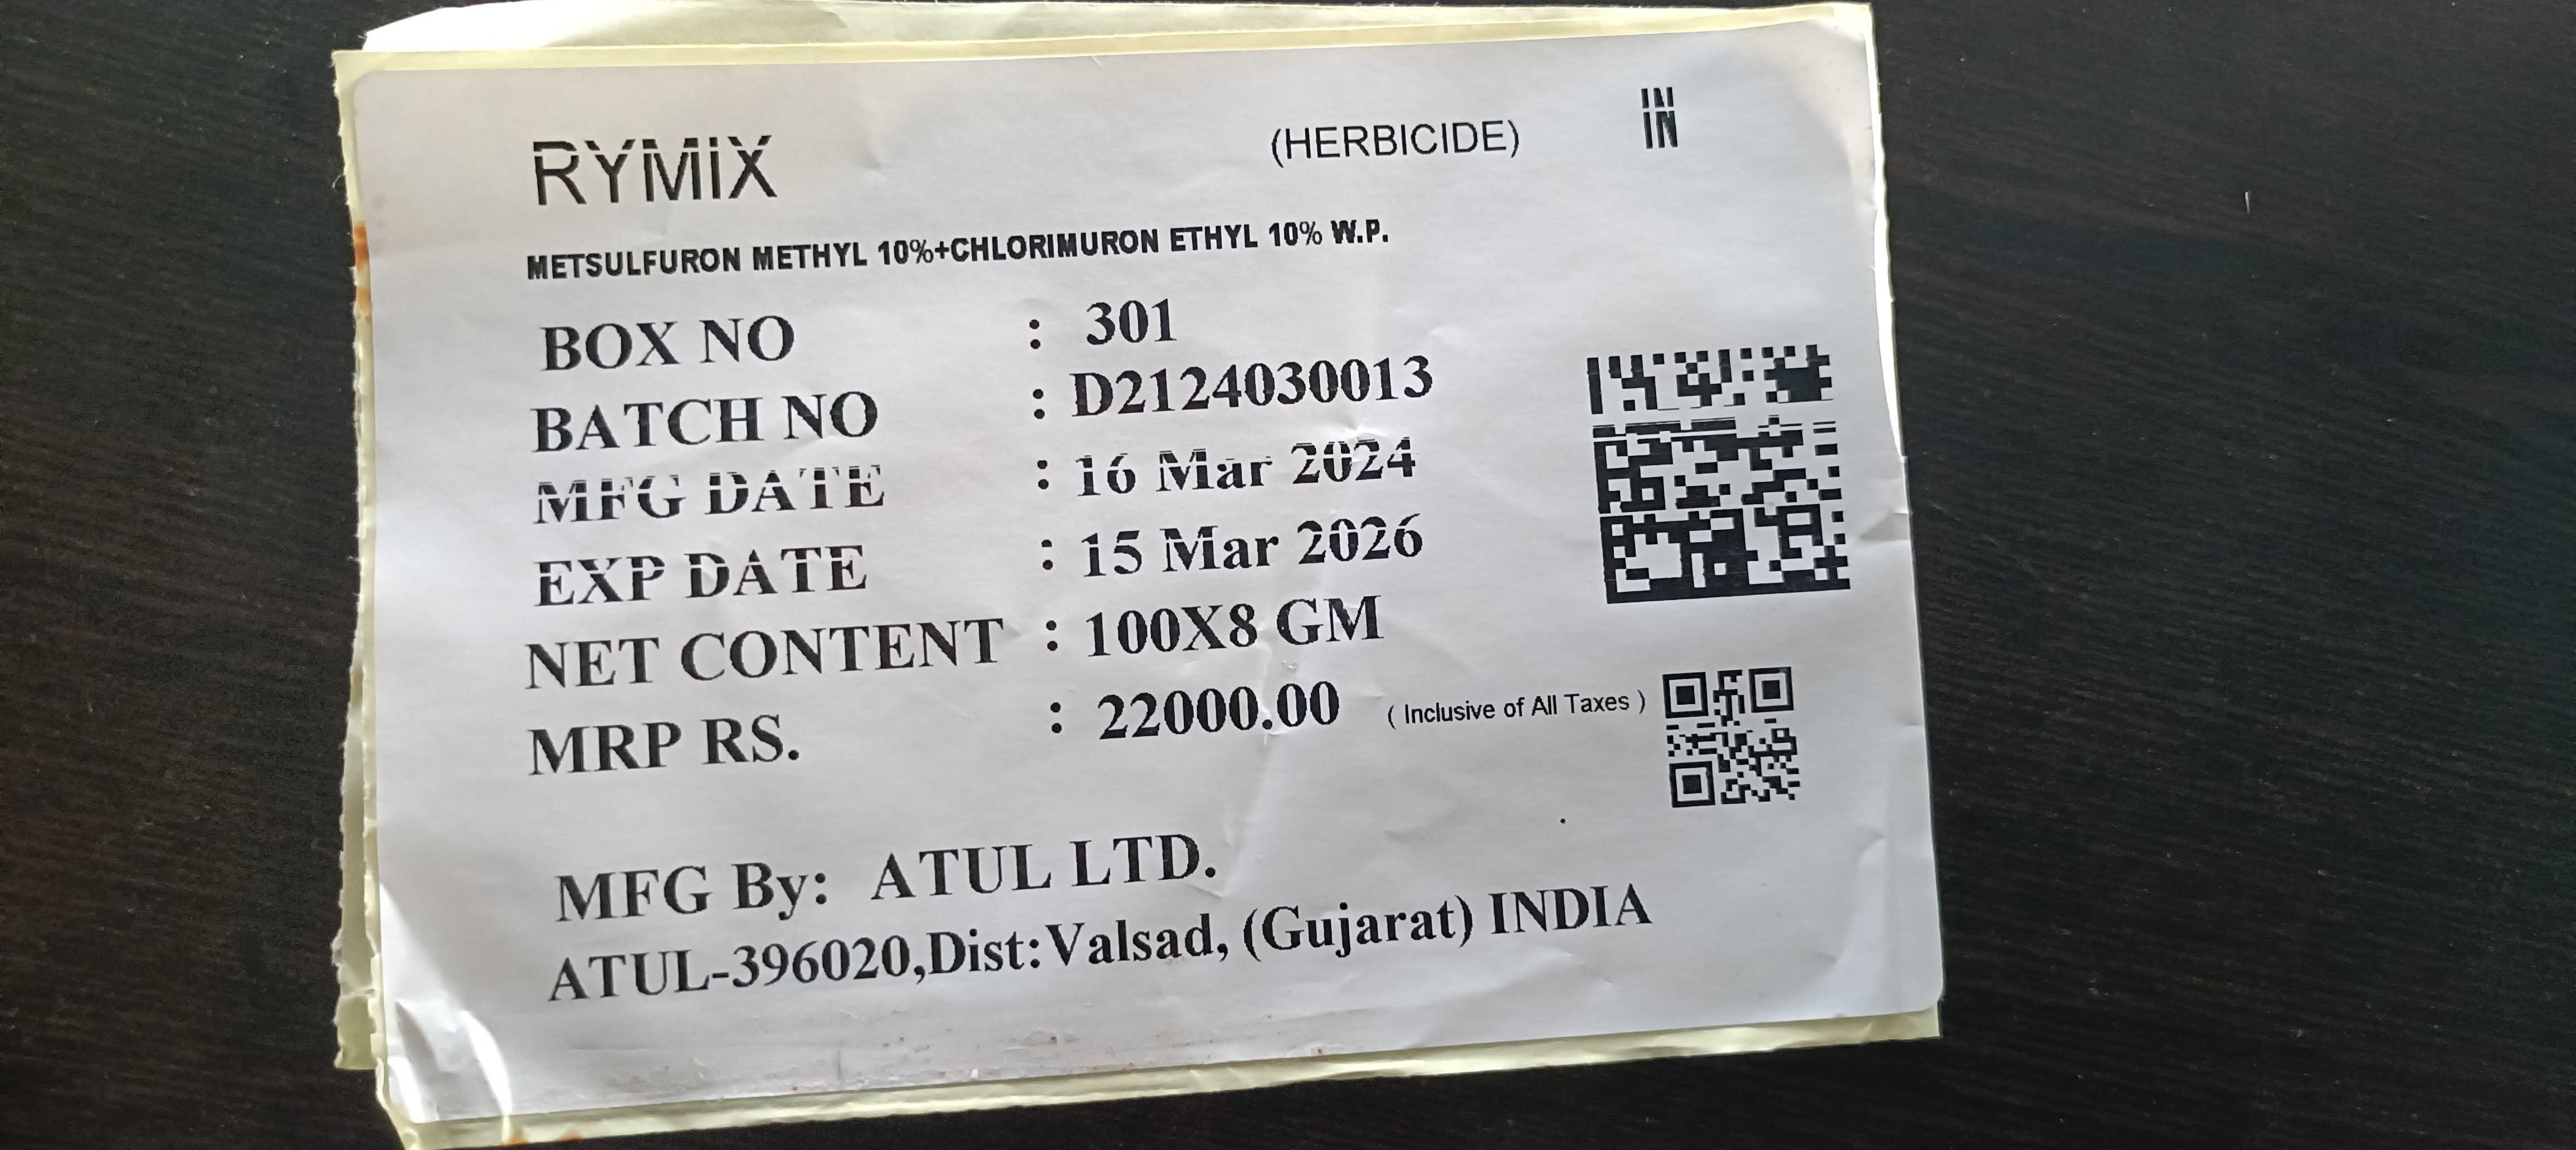 RYMIX (HERBICIDE) IN
IN
METSULFURON METHYL 10%+CHLORIMURON ETHYL 10% W.P.
BOX NO : 301
BATCH NO : D2124030013
MFG DATE : 16 Mar 2024
EXP DATE : 15 Mar 2026
NET CONTENT : 100X8 GM
MRP RS. : 22000.00 ( Inclusive of All Taxes )
MFG By: ATUL LTD.
ATUL-396020,Dist:Valsad, (Gujarat) INDIA